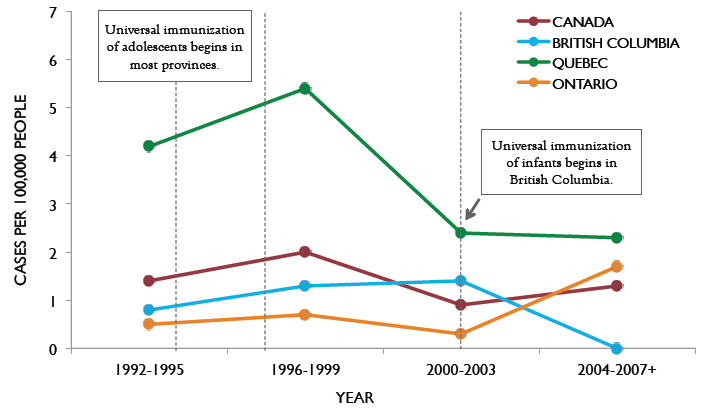 7
6
5
4
3
2
1
0
CASES PER 100,000 PEOPLE
Universal immunization
of adolescents begins in
most provinces.
CANADA
BRITISH COLUMBIA
QUEBEC
ONTARIO
Universal immunization
of infants begins in
British Columbia.
1992-1995
1996-1999
2000-2003
2004-2007+
YEAR